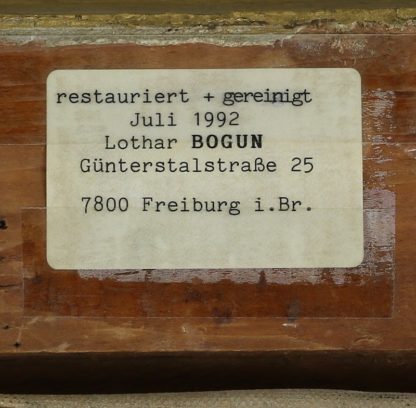 restauriert + gereinigt
Juli 1992
Lothar BOGUN
Günterstalstraße 25
7800 Freiburg i.Br.